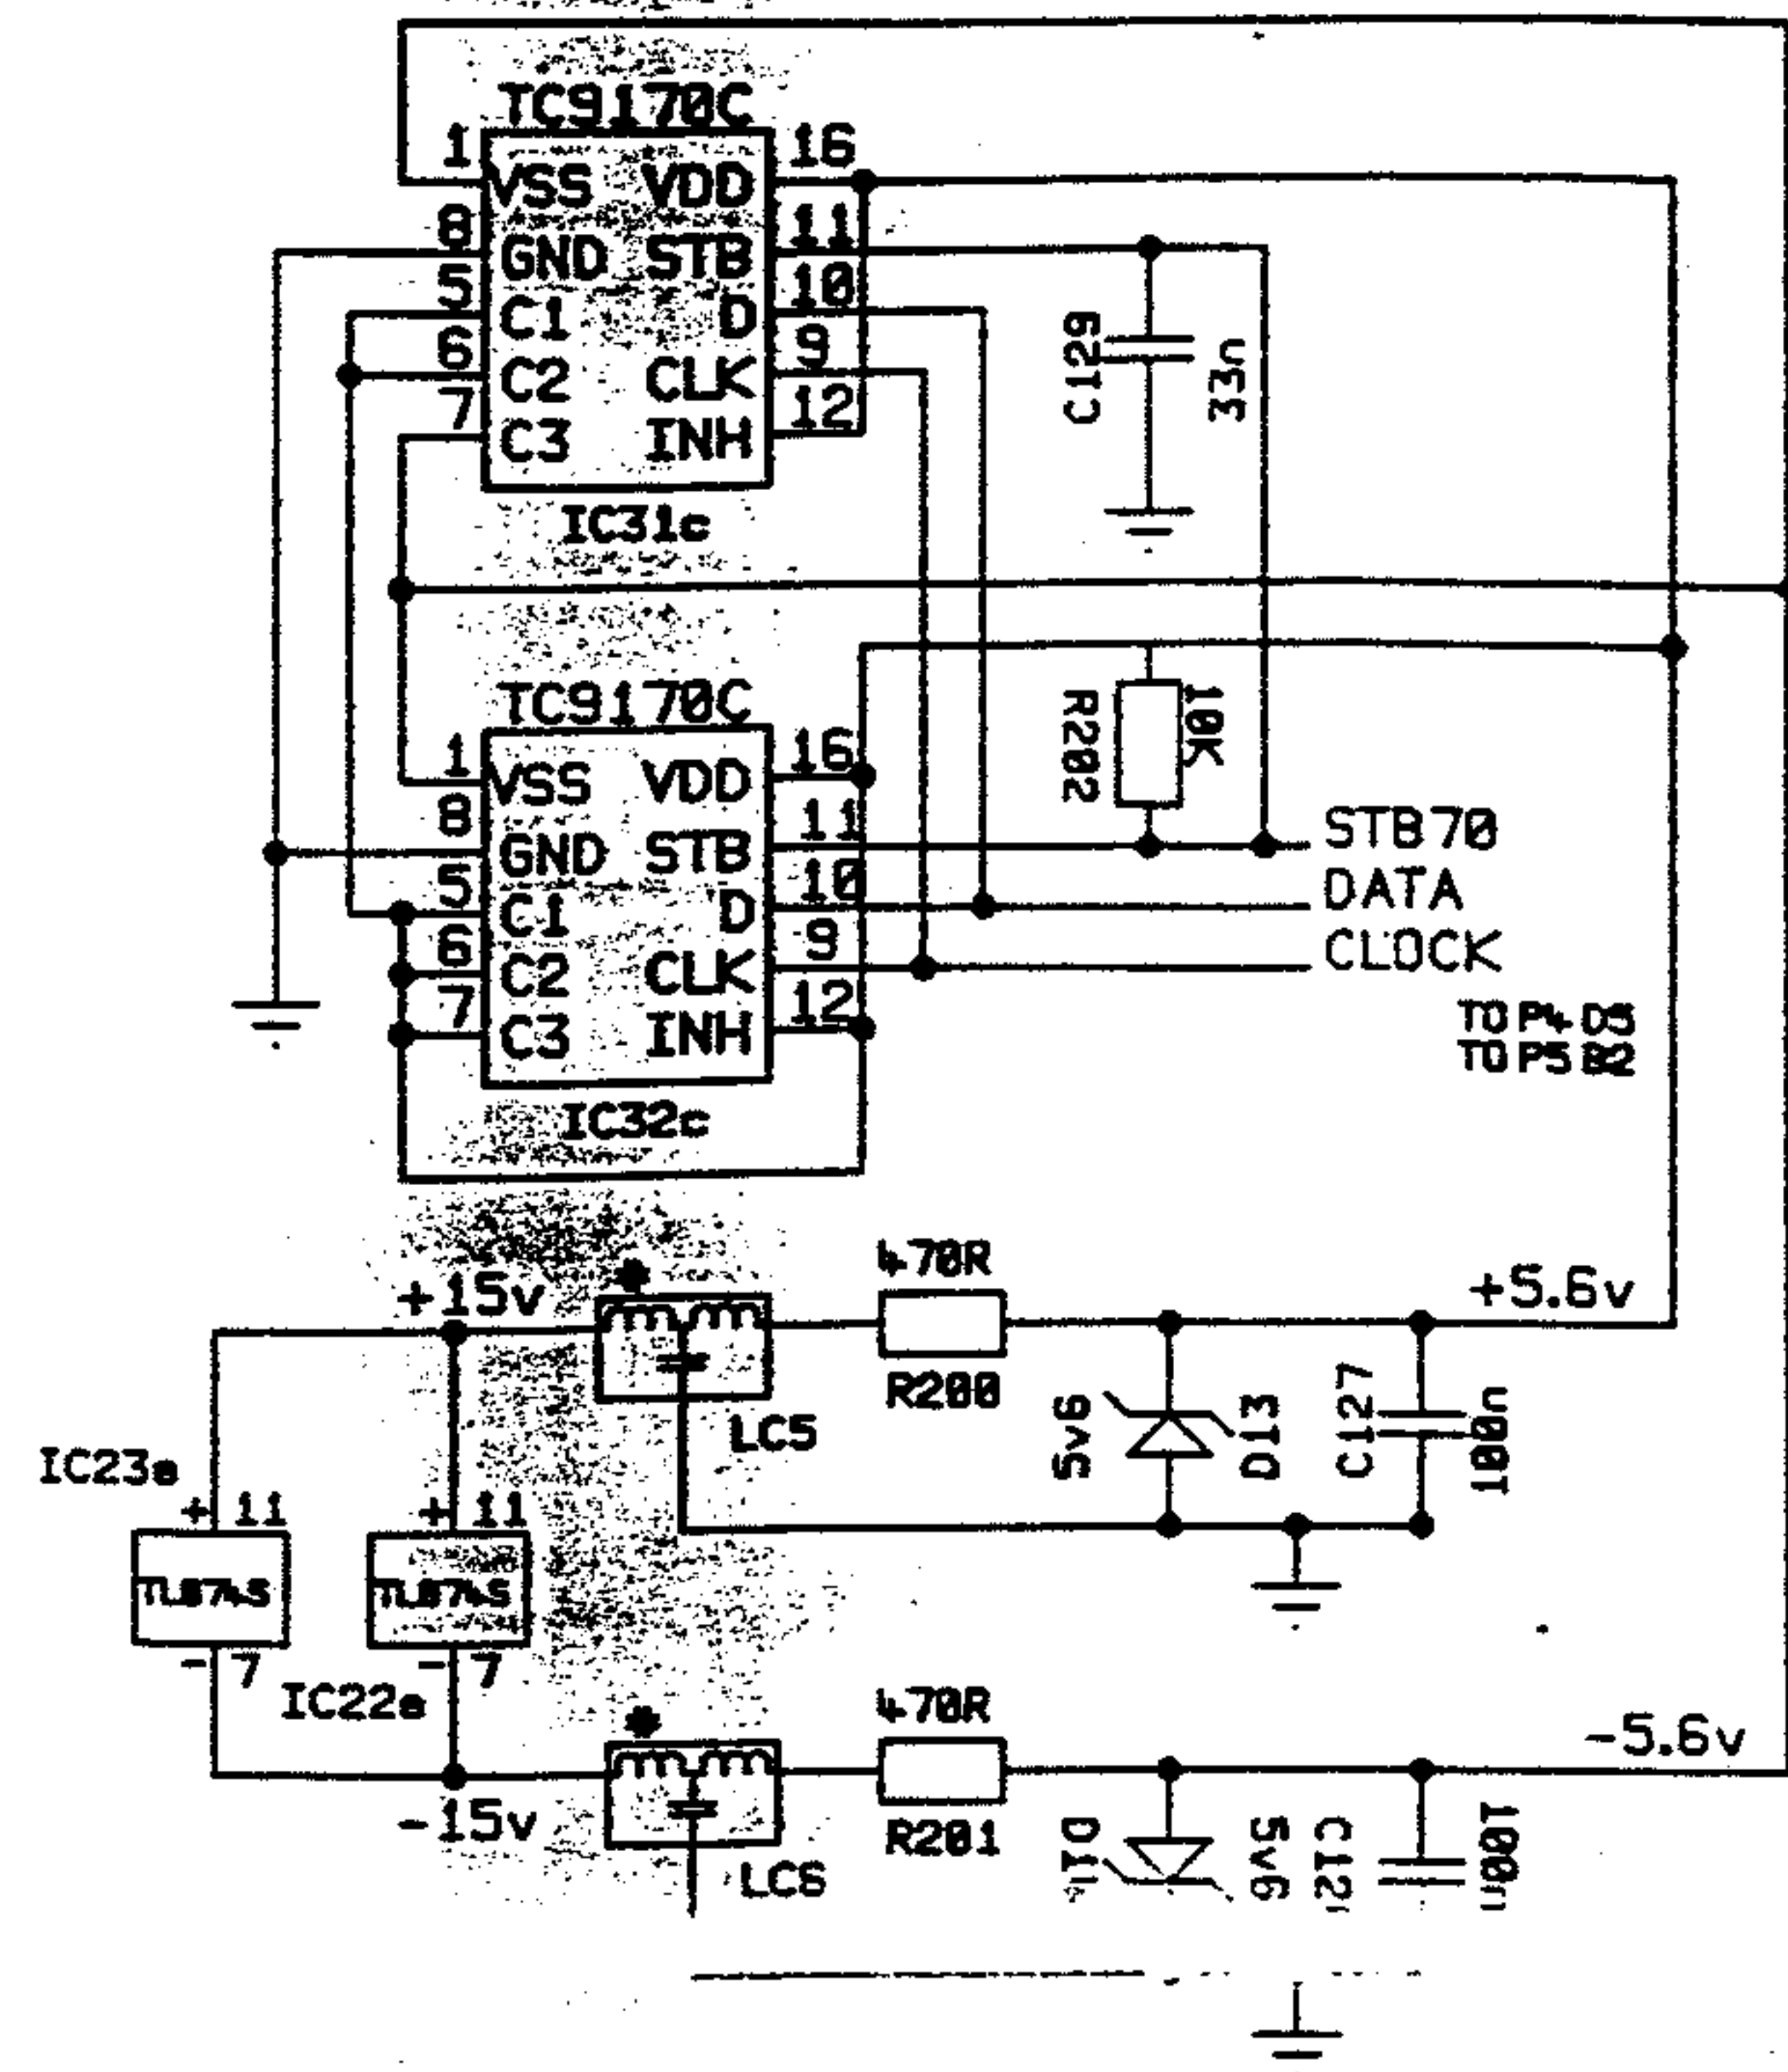 TC9170C
1 16
VSS VDD
8 11
GND STB
5 10
C1 D
6 9
C2 CLK
7 12
C3 INH
IC31c
C129
33n
TC9170C
1 16
VSS VDD
8 11
GND STB
5 10
C1 D
6 9
C2 CLK
7 12
C3 INH
IC32c
R202
10K
STB70
DATA
CLOCK
TO P4 D5
TO P5 B2
+15v
*
470R
+5.6v
R200
LC5
5v6
D13
C127
100n
IC23a
+ 11
+ 11
TL074S
TL074S
- 7
- 7
IC22a
*
470R
-5.6v
-15v
R201
LC6
5v6
100n